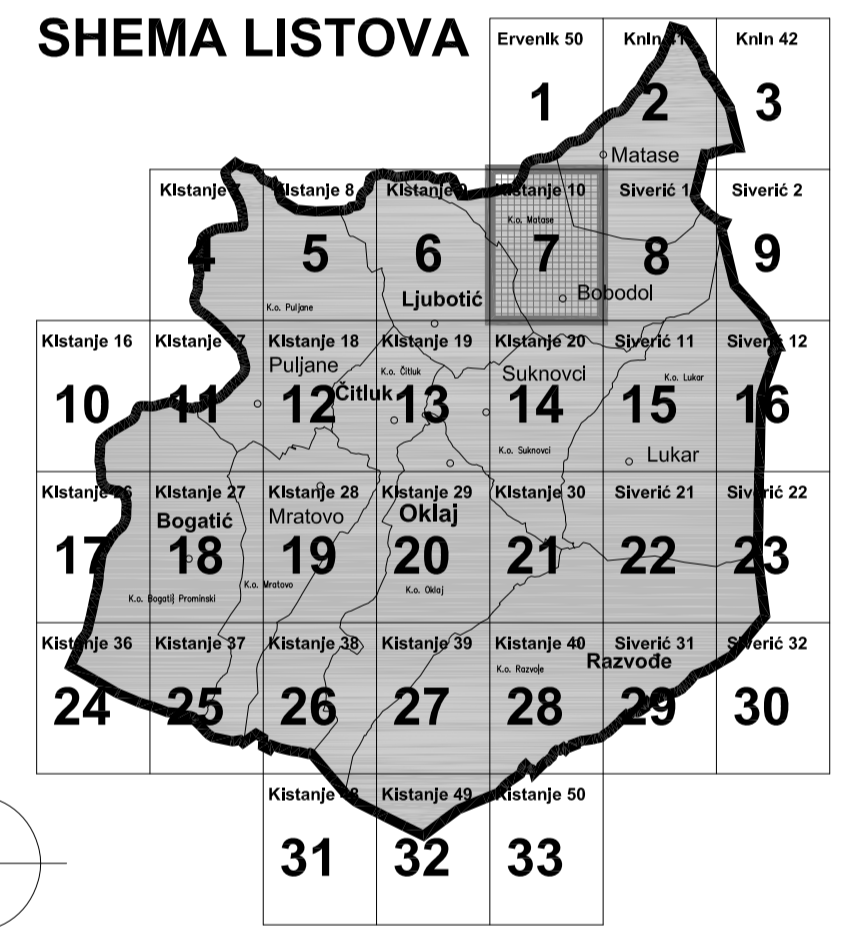 SHEMA LISTOVA
ErvenIk 50
KnIn 41
KnIn 42
1
2
3
Matase
KIstanje 7
KIstanje 8
KIstanje 9
KIstanje 10
Siverić 1
Siverić 2
K.o. Matase
4
5
6
7
8
9
Ljubotić
Bobodol
K.o. Puljane
KIstanje 16
KIstanje 17
KIstanje 18
KIstanje 19
KIstanje 20
Siverić 11
Siverić 12
Puljane
K.o. Čitluk
Suknovci
K.o. Lukar
10
11
12
Čitluk
13
14
15
16
K.o. Suknovci
Lukar
KIstanje 26
KIstanje 27
KIstanje 28
KIstanje 29
KIstanje 30
Siverić 21
Siverić 22
Bogatić
Mratovo
Oklaj
17
18
19
20
21
22
23
K.o. Bogatij Prominski
K.o. Mratovo
K.o. Oklaj
Kistanje 36
Kistanje 37
Kistanje 38
Kistanje 39
Kistanje 40
Siverić 31
Siverić 32
K.o. Razvoje
Razvođe
24
25
26
27
28
29
30
Kistanje 48
Kistanje 49
Kistanje 50
31
32
33